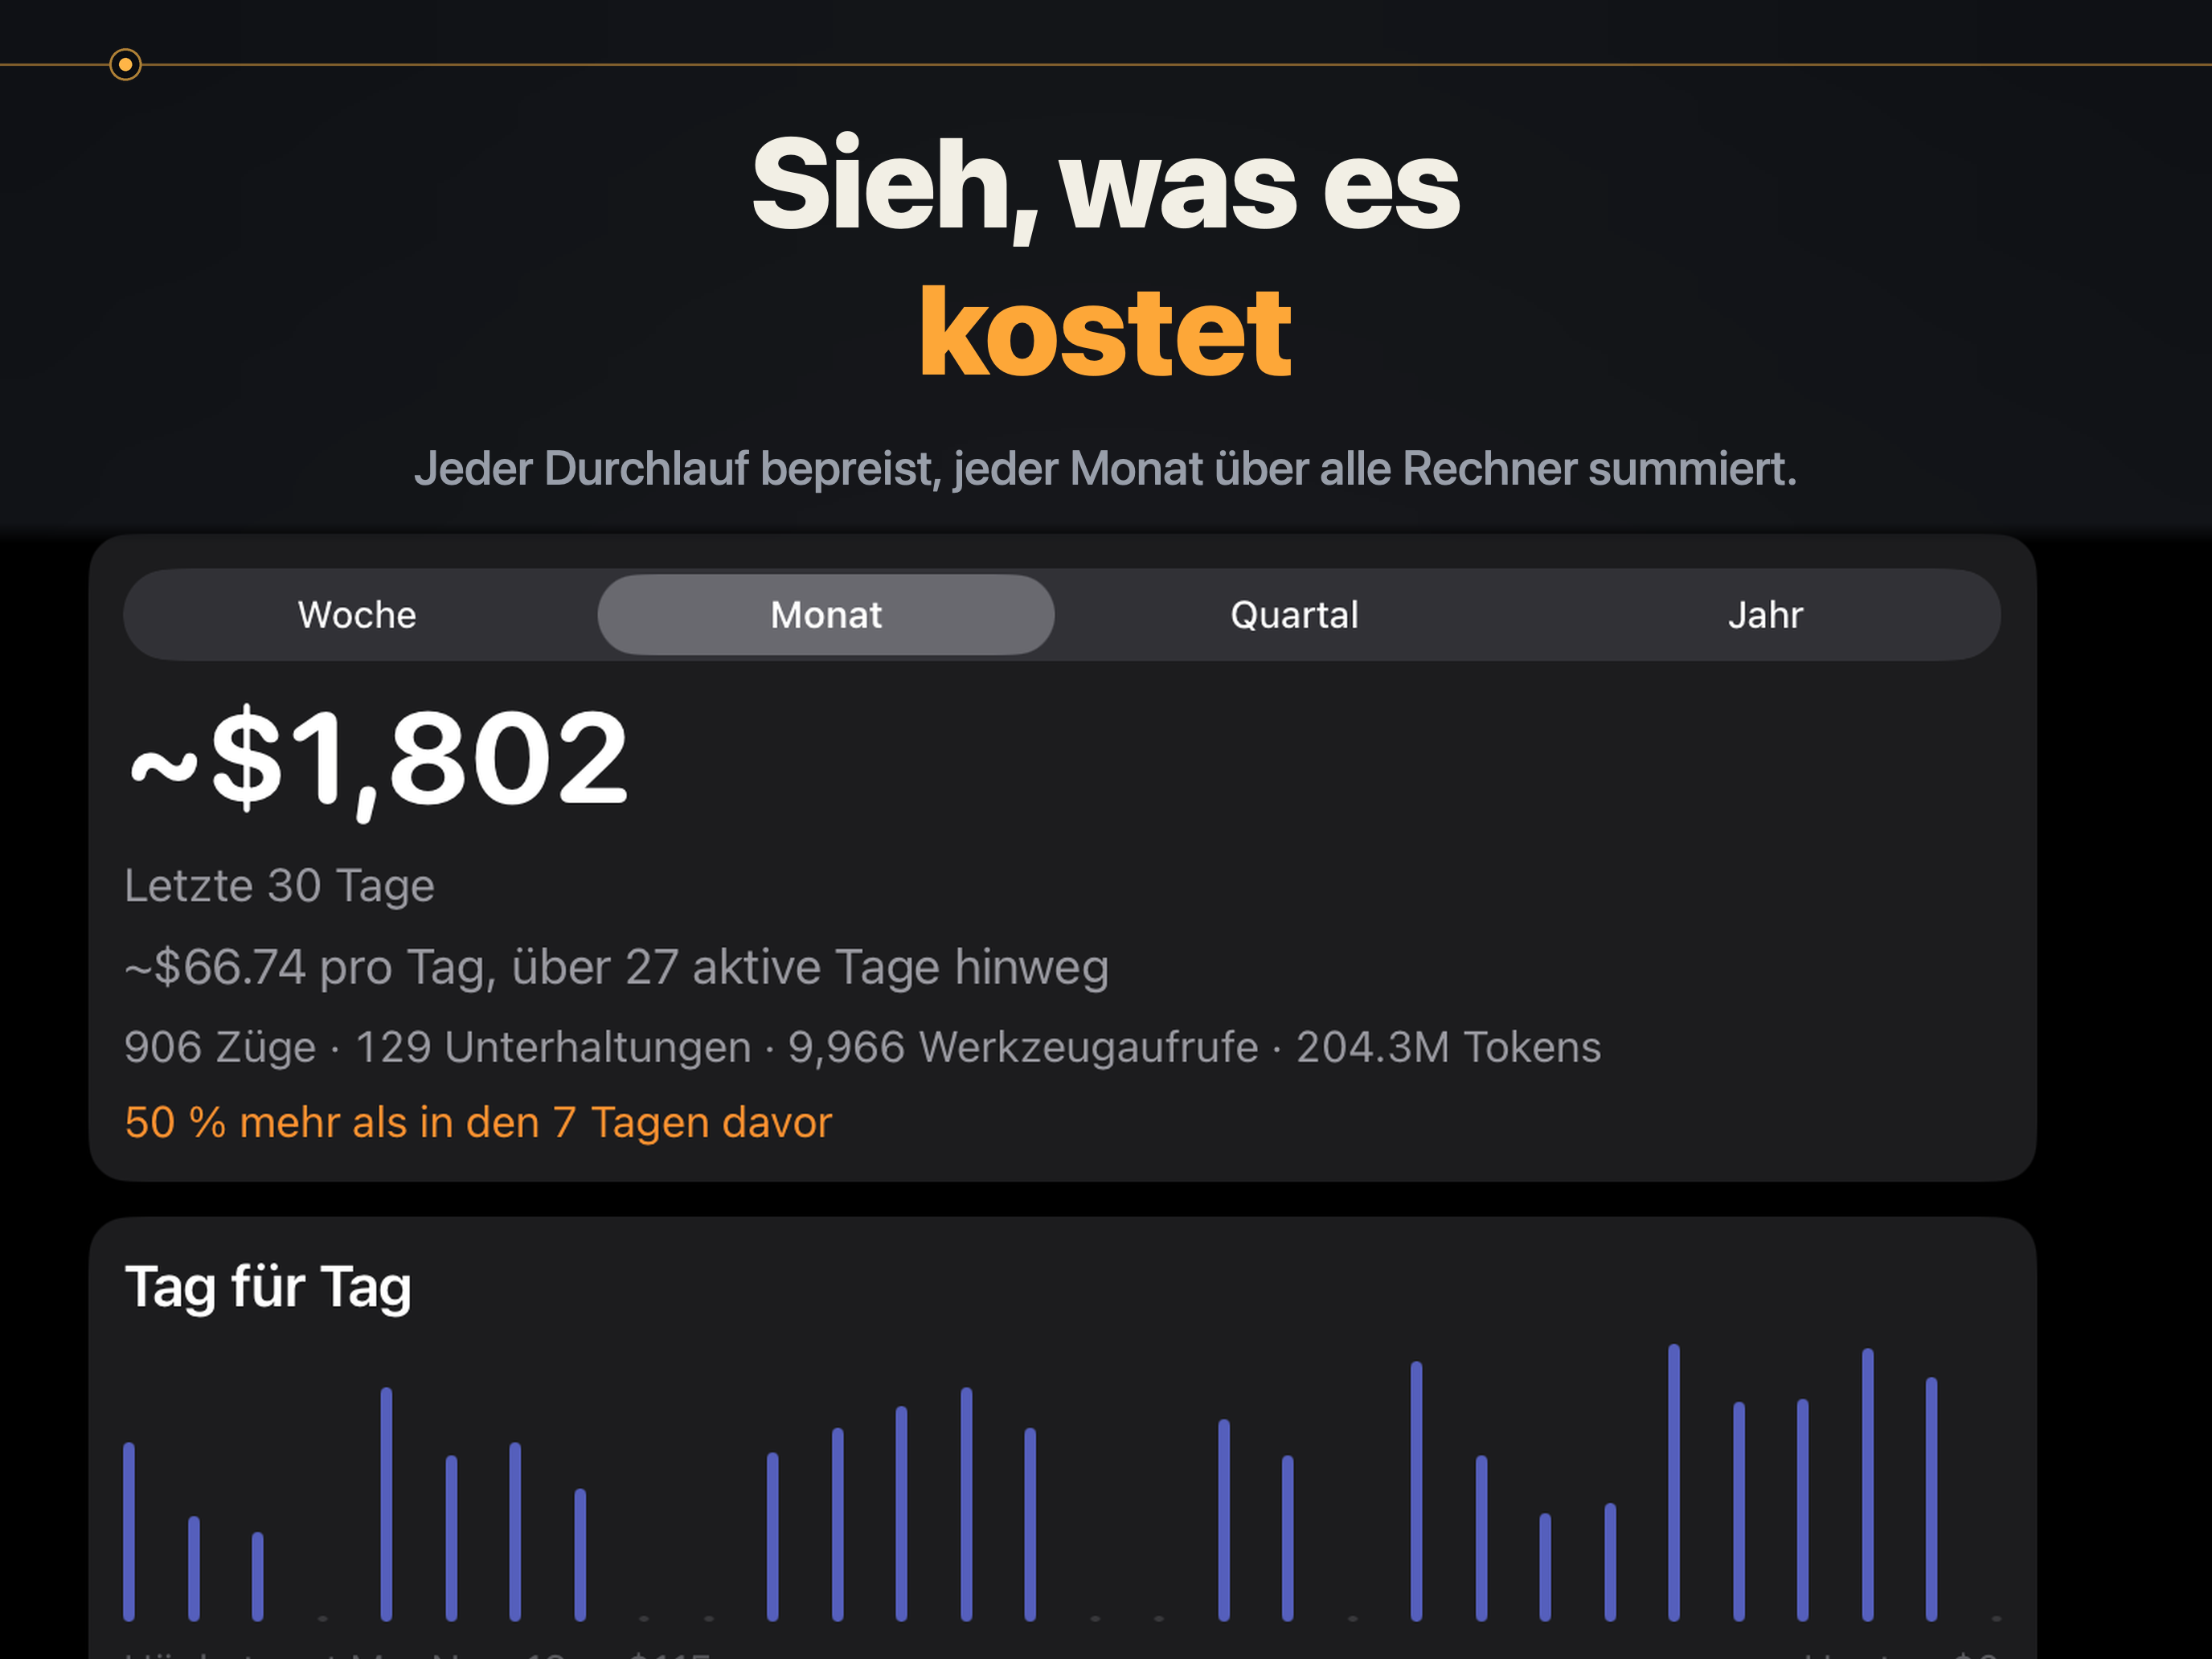 Sieh, was es
kostet
Jeder Durchlauf bepreist, jeder Monat über alle Rechner summiert.
Woche
Monat
Quartal
Jahr
~$1,802
Letzte 30 Tage
~$66.74 pro Tag, über 27 aktive Tage hinweg
906 Züge · 129 Unterhaltungen · 9,966 Werkzeugaufrufe · 204.3M Tokens
50 % mehr als in den 7 Tagen davor
Tag für Tag